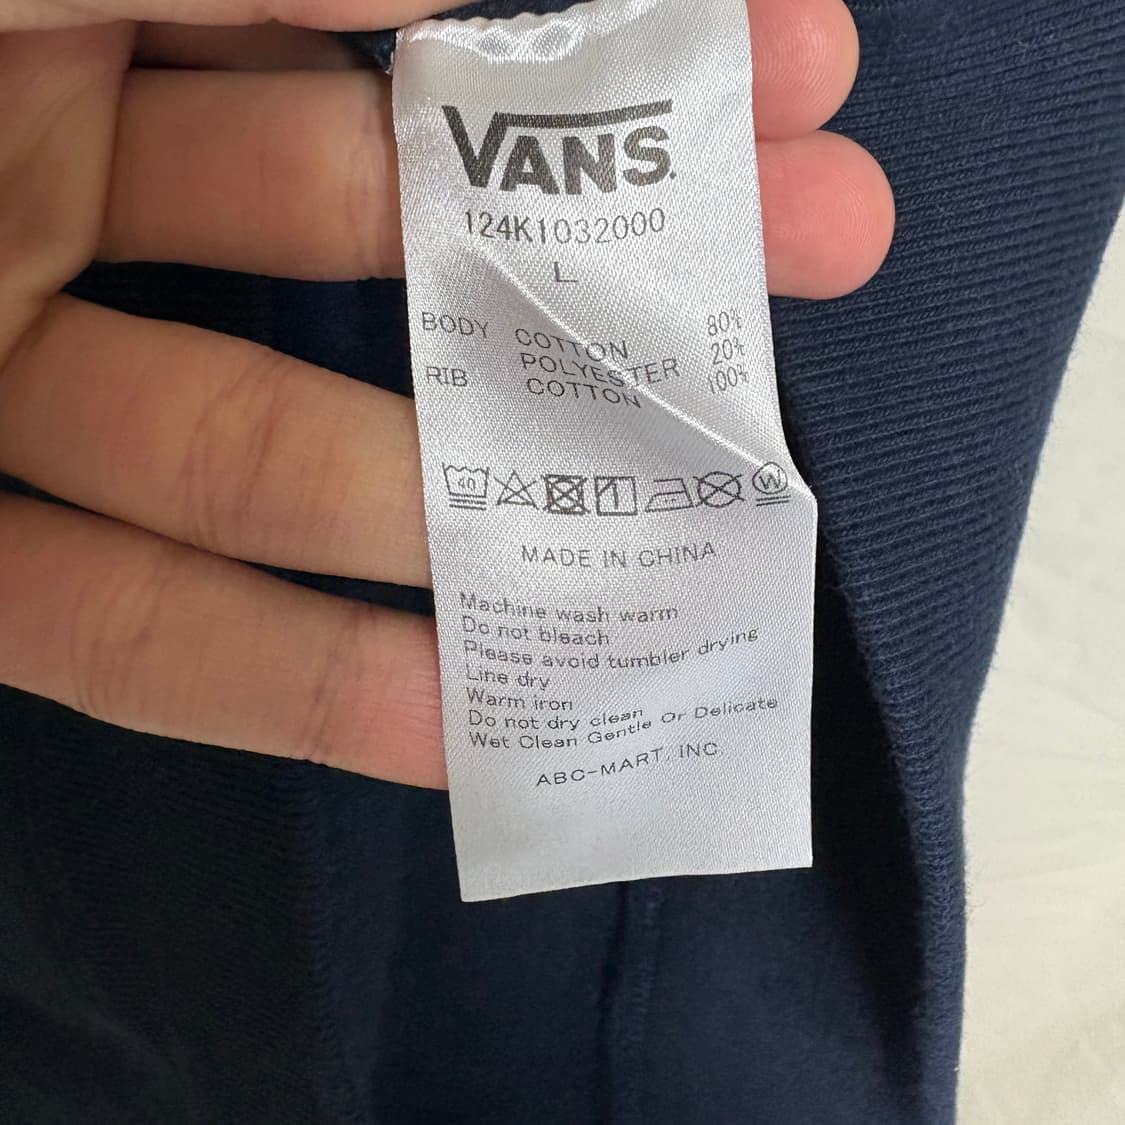 VANS
124K1032000
L
BODY COTTON 80%
POLYESTER 20%
RIB COTTON 100%
40 1 W
MADE IN CHINA
Machine wash warm
Do not bleach
Please avoid tumbler drying
Line dry
Warm iron
Do not dry clean
Wet Clean Gentle Or Delicate
ABC-MART, INC.